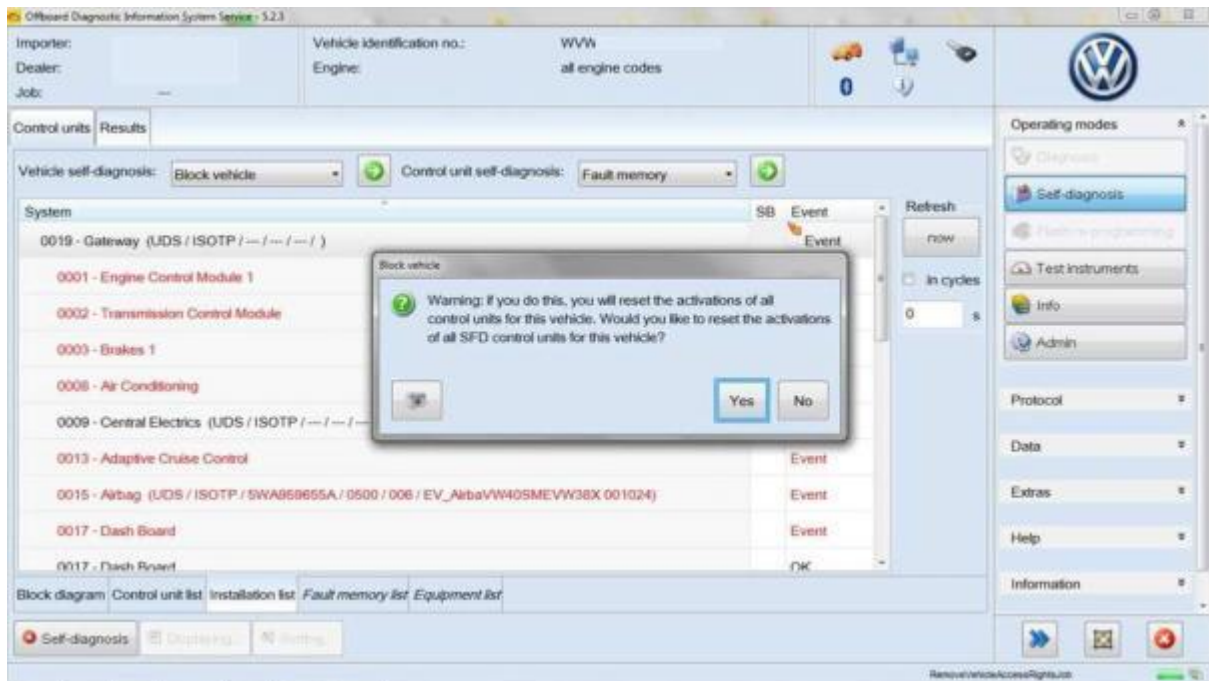 Offboard Diagnostic Information System Service - 5.2.3
Importer:
Dealer:
Job: ---
Vehicle identification no.: WVW
Engine: all engine codes
0
Control units Results
Vehicle self-diagnosis: Block vehicle Control unit self-diagnosis: Fault memory
System SB Event
0019 - Gateway (UDS / ISOTP / --- / --- / --- / ) Event
0001 - Engine Control Module 1
0002 - Transmission Control Module
0003 - Brakes 1
0008 - Air Conditioning
0009 - Central Electrics (UDS / ISOTP / --- / ---
0013 - Adaptive Cruise Control Event
0015 - Airbag (UDS / ISOTP / 5WA959655A / 0500 / 006 / EV_AirbaVW40SMEVW38X 001024) Event
0017 - Dash Board Event
0017 - Dash Board OK
Block vehicle
Warning: if you do this, you will reset the activations of all
control units for this vehicle. Would you like to reset the activations
of all SFD control units for this vehicle?
Yes No
Refresh
now
In cycles
0 s
Block diagram Control unit list Installation list Fault memory list Equipment list
Self-diagnosis
Operating modes
Diagnosis
Self-diagnosis
Test instruments
Info
Admin
Protocol
Data
Extras
Help
Information
RemoveVehicleAccessRightsJob